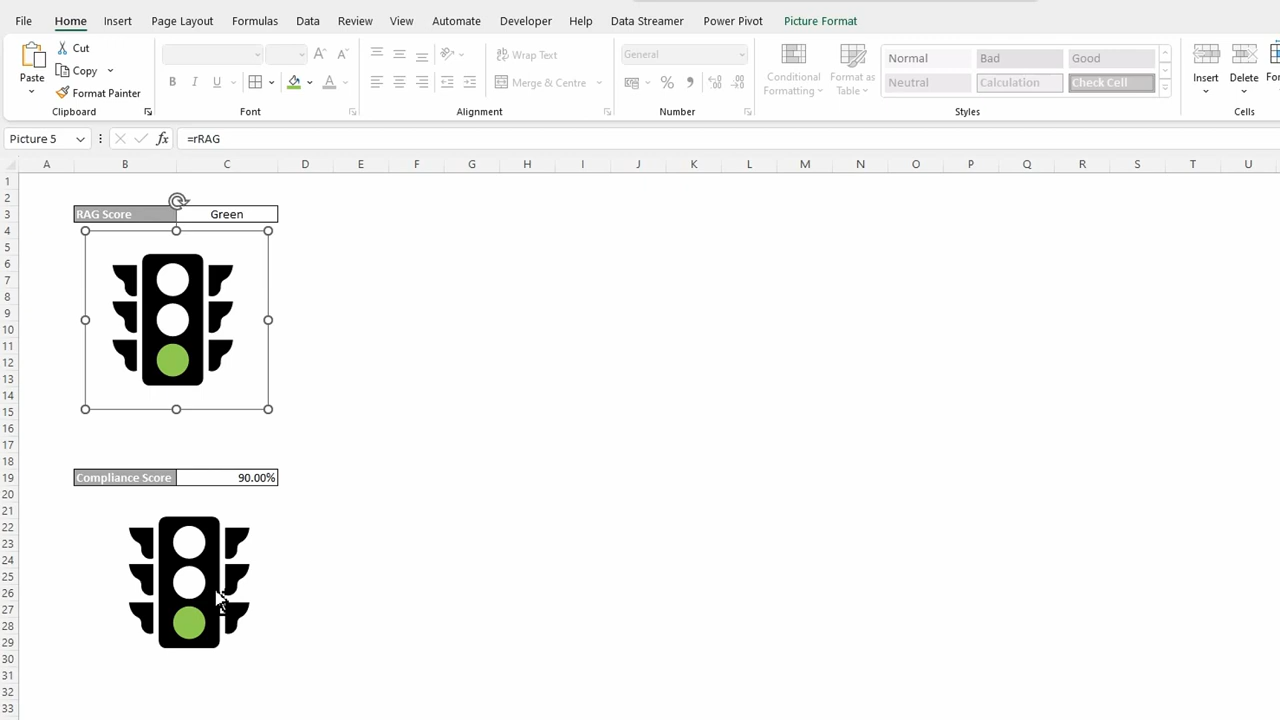 File Home Insert Page Layout Formulas Data Review View Automate Developer Help Data Streamer Power Pivot Picture Format
Paste
Cut
Copy
Format Painter
Clipboard
B I U A A A
Font
Wrap Text
Merge & Centre
Alignment
General
%
Number
Conditional Formatting
Format as Table
Normal Bad Good
Neutral Calculation Check Cell
Styles
Insert Delete
Cells
Picture 5 fx =rRAG
A B C D E F G H I J K L M N O P Q R S T U
1
2
3 RAG Score Green
4
5
6
7
8
9
10
11
12
13
14
15
16
17
18
19 Compliance Score 90.00%
20
21
22
23
24
25
26
27
28
29
30
31
32
33